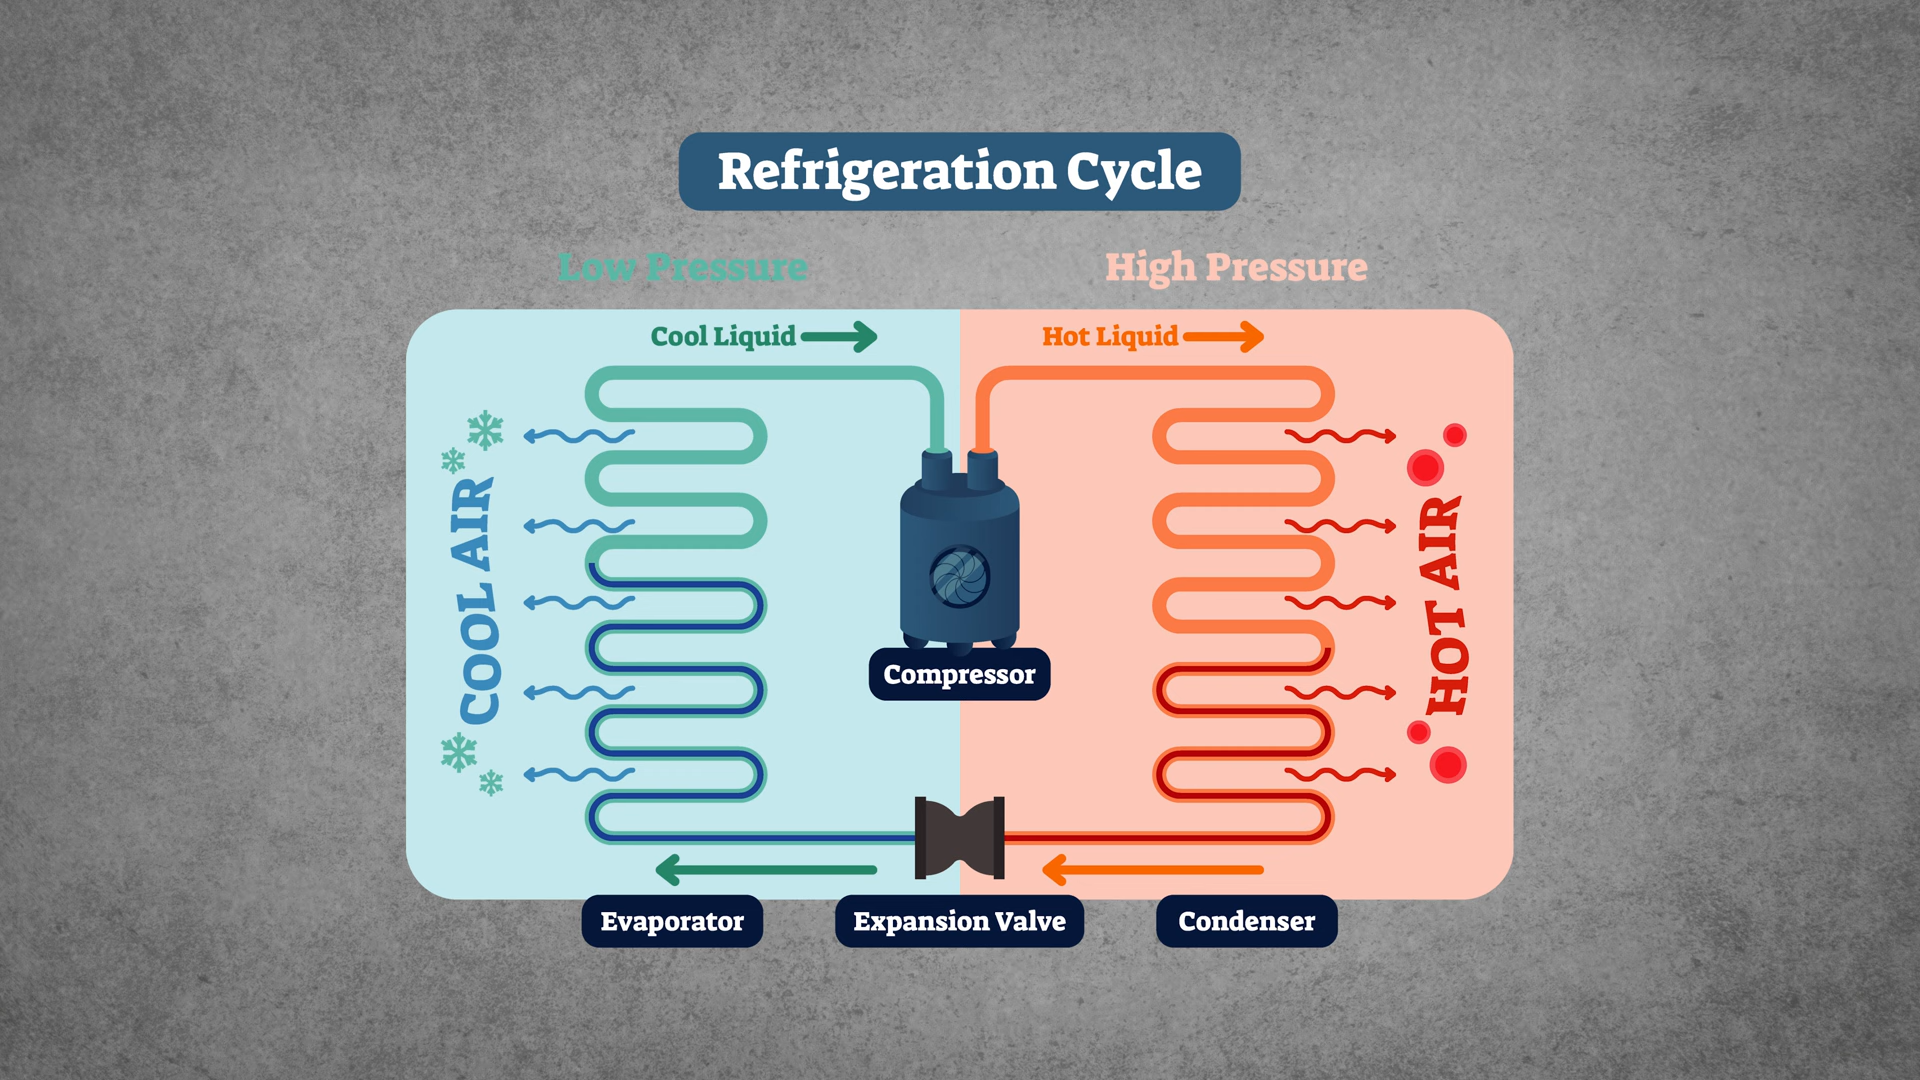 Refrigeration Cycle
Low Pressure
High Pressure
Cool Liquid
Hot Liquid
COOL AIR
HOT AIR
Compressor
Evaporator
Expansion Valve
Condenser